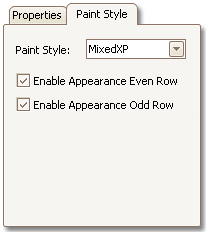 Properties Paint Style
Paint Style: MixedXP
Enable Appearance Even Row
Enable Appearance Odd Row